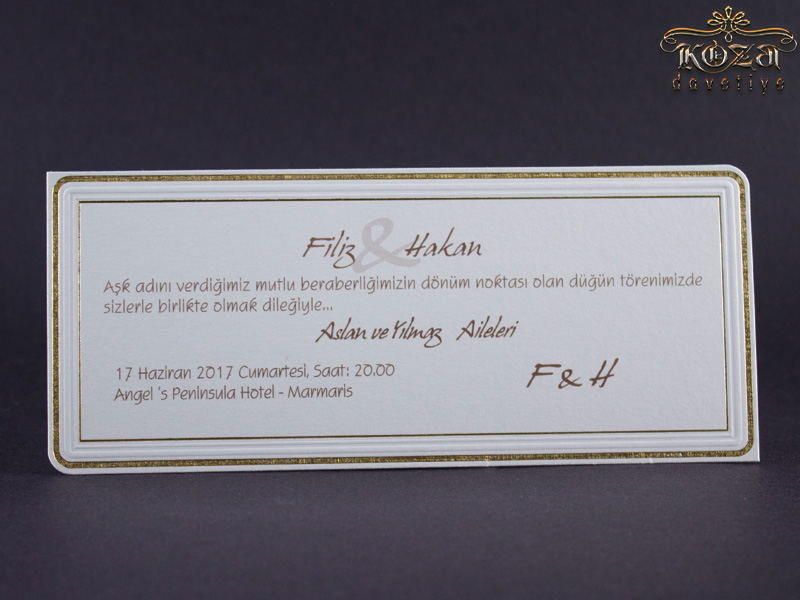 KOZA
davetiye
Filiz & Hakan
Aşk adını verdiğimiz mutlu beraberliğimizin dönüm noktası olan düğün törenimizde
sizlerle birlikte olmak dileğiyle...
Aslan ve Yılmaz Aileleri
17 Haziran 2017 Cumartesi, Saat: 20.00
Angel 's Peninsula Hotel - Marmaris
F & H